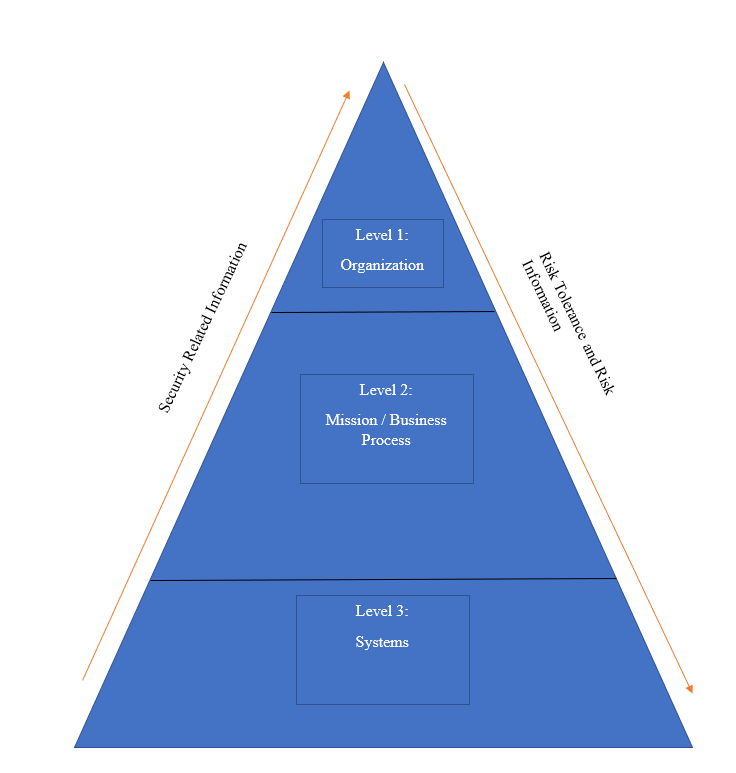 Level 1:
Organization
Security Related Information
Risk Tolerance and Risk
Information
Level 2:
Mission / Business
Process
Level 3:
Systems